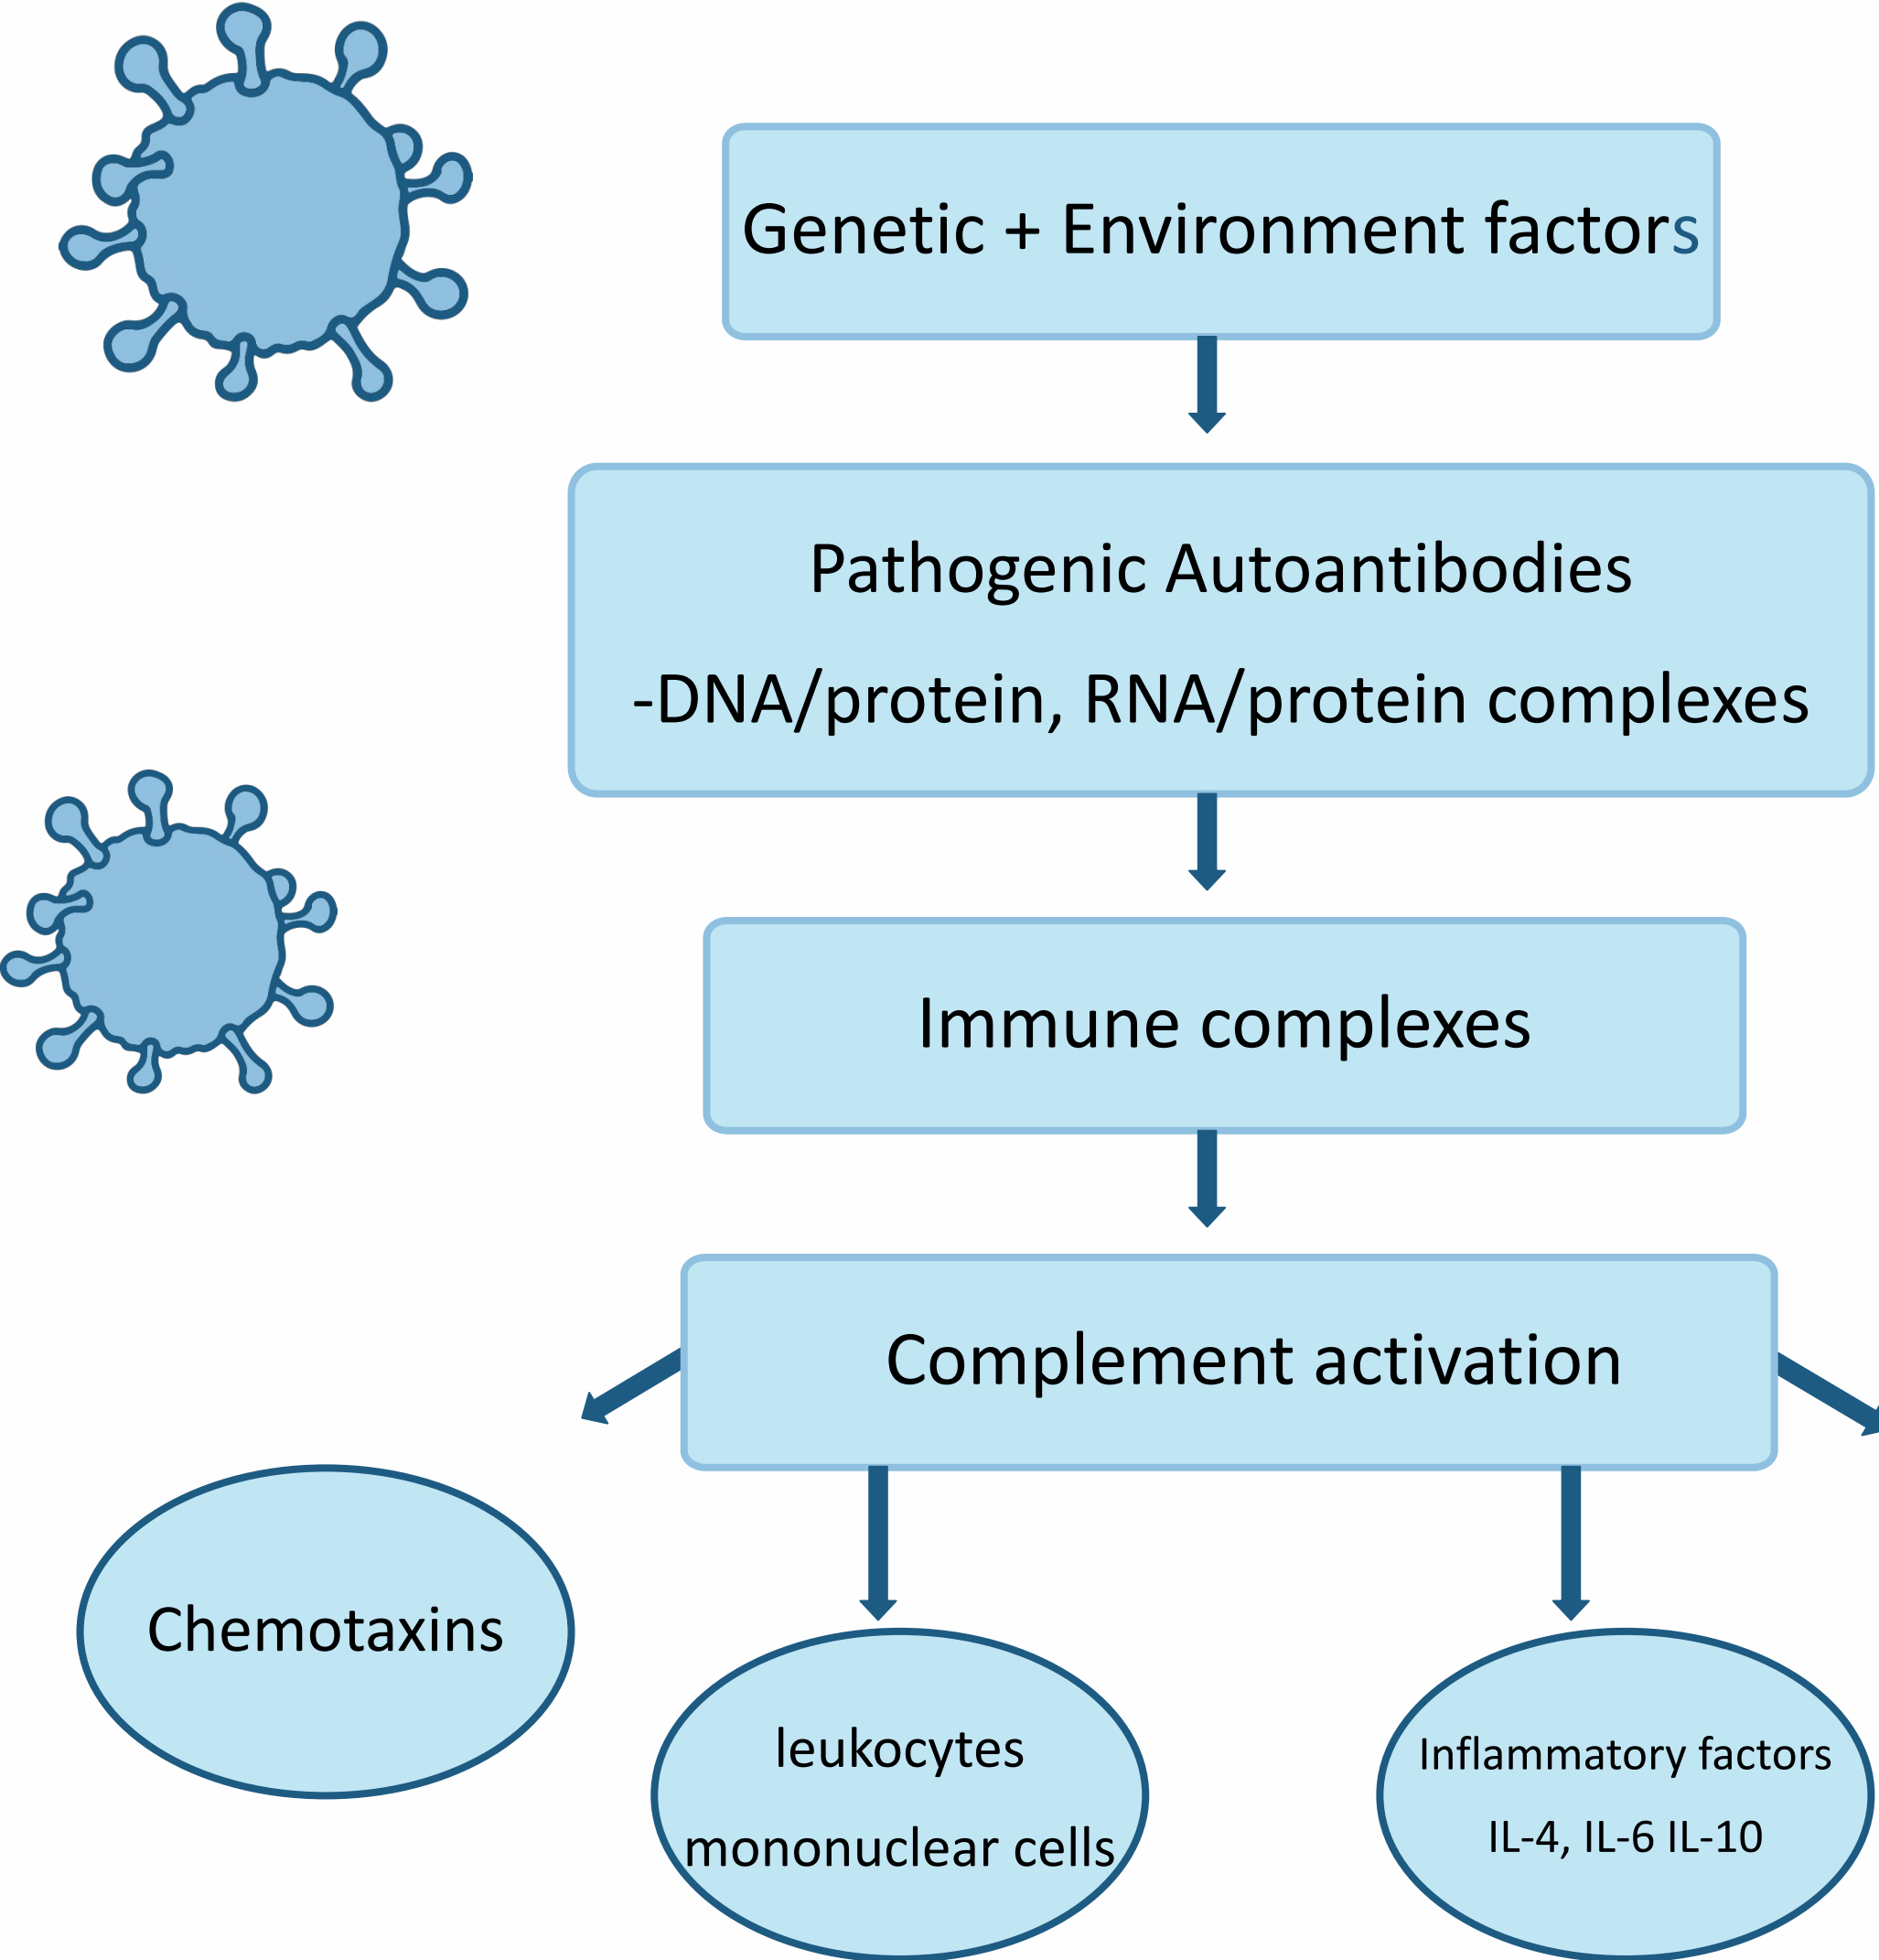 Genetic + Environment factors
Pathogenic Autoantibodies
-DNA/protein, RNA/protein complexes
Immune complexes
Complement activation
Chemotaxins
leukocytes
mononuclear cells
Inflammatory factors
IL-4, IL-6 IL-10